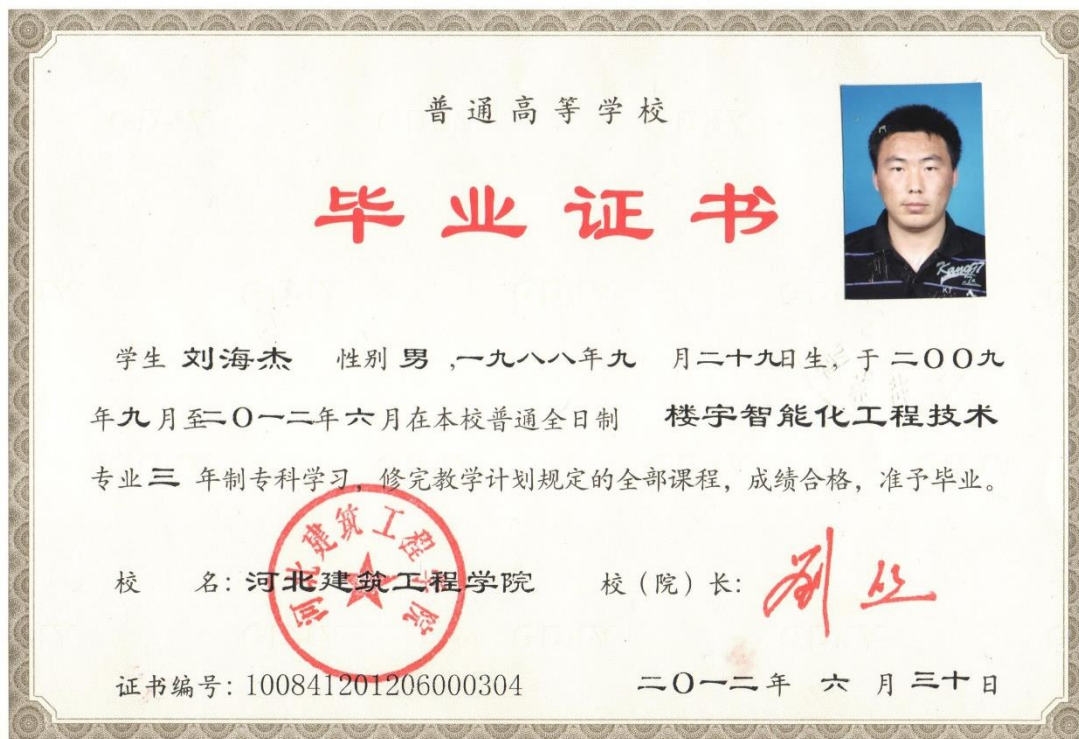 普通高等学校
毕业证书
学生 刘海杰 性别 男 ,一九八八年九 月二十九日生, 于 二〇〇九
年九月至二〇一二年六月在本校普通全日制 楼宇智能化工程技术
专业三 年制专科学习, 修完教学计划规定的全部课程, 成绩合格, 准予毕业。
河北建筑工程学院
校 名: 河北建筑工程学院 校(院)长:
证书编号: 100841201206000304 二〇一二年 六 月 三十日